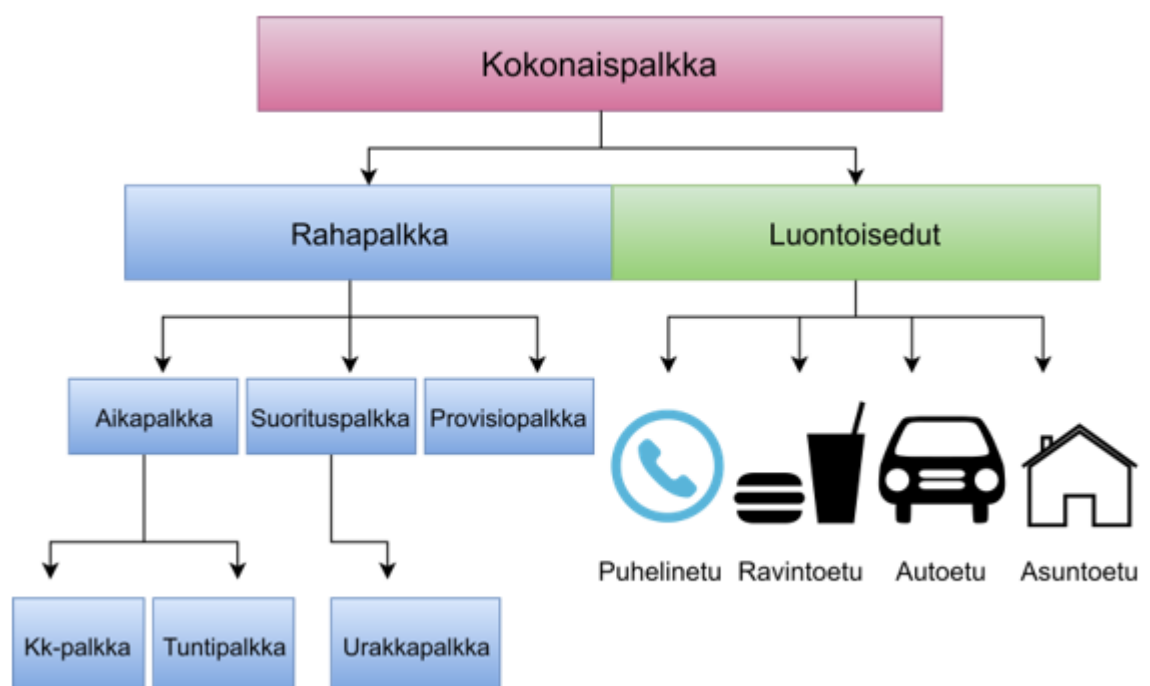 Kokonaispalkka
Rahapalkka
Luontoisedut
Aikapalkka
Suorituspalkka
Provisiopalkka
Puhelinetu
Ravintoetu
Autoetu
Asuntoetu
Kk-palkka
Tuntipalkka
Urakkapalkka